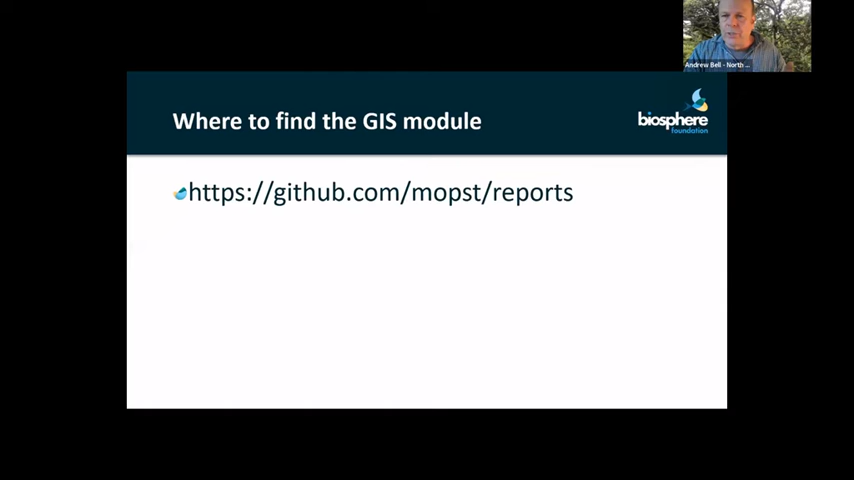 Andrew Bell - North ...
Where to find the GIS module
biosphere
foundation
https://github.com/mopst/reports